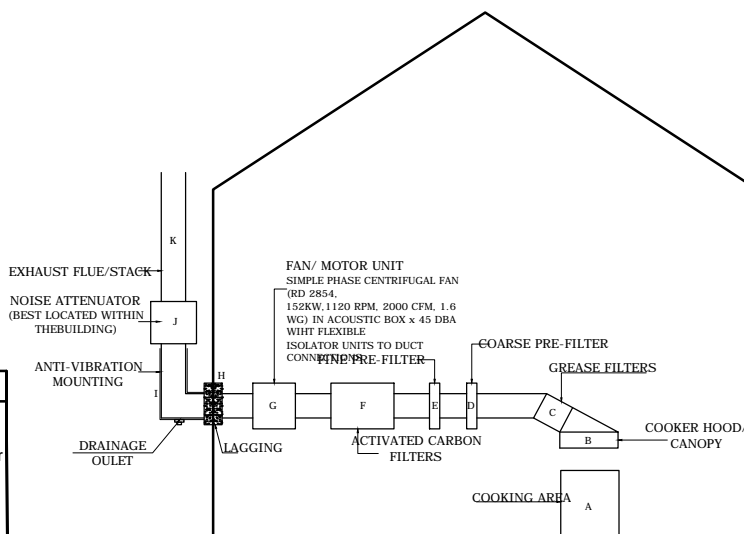 K
EXHAUST FLUE/STACK
NOISE ATTENUATOR
(BEST LOCATED WITHIN
THEBUILDING)
J
ANTI-VIBRATION
MOUNTING
I
H
DRAINAGE
OULET
LAGGING
FAN/ MOTOR UNIT
SIMPLE PHASE CENTRIFUGAL FAN
(RD 2854,
152KW,1120 RPM, 2000 CFM, 1.6
WG) IN ACOUSTIC BOX x 45 DBA
WIHT FLEXIBLE
ISOLATOR UNITS TO DUCT
CONNECTIONS
FINE PRE-FILTER
COARSE PRE-FILTER
GREASE FILTERS
G
F
E
D
C
B
ACTIVATED CARBON
FILTERS
COOKER HOOD/
CANOPY
COOKING AREA
A